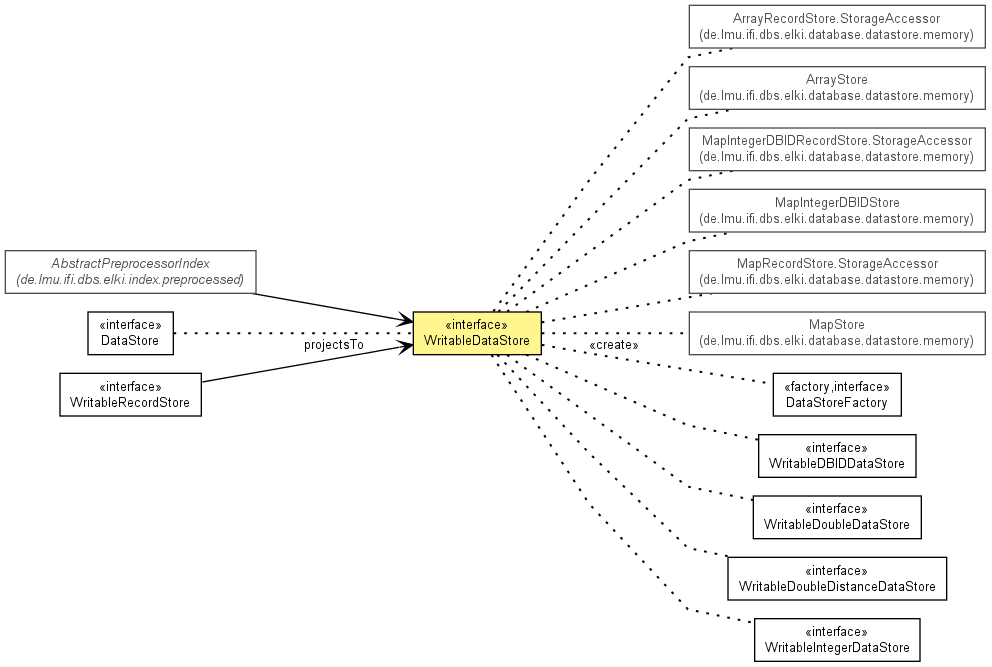 ArrayRecordStore.StorageAccessor
(de.lmu.ifi.dbs.elki.database.datastore.memory)
ArrayStore
(de.lmu.ifi.dbs.elki.database.datastore.memory)
MapIntegerDBIDRecordStore.StorageAccessor
(de.lmu.ifi.dbs.elki.database.datastore.memory)
MapIntegerDBIDStore
(de.lmu.ifi.dbs.elki.database.datastore.memory)
AbstractPreprocessorIndex
(de.lmu.ifi.dbs.elki.index.preprocessed)
MapRecordStore.StorageAccessor
(de.lmu.ifi.dbs.elki.database.datastore.memory)
«interface»
DataStore
projectsTo
«interface»
WritableDataStore
«create»
MapStore
(de.lmu.ifi.dbs.elki.database.datastore.memory)
«interface»
WritableRecordStore
«factory,interface»
DataStoreFactory
«interface»
WritableDBIDDataStore
«interface»
WritableDoubleDataStore
«interface»
WritableDoubleDistanceDataStore
«interface»
WritableIntegerDataStore